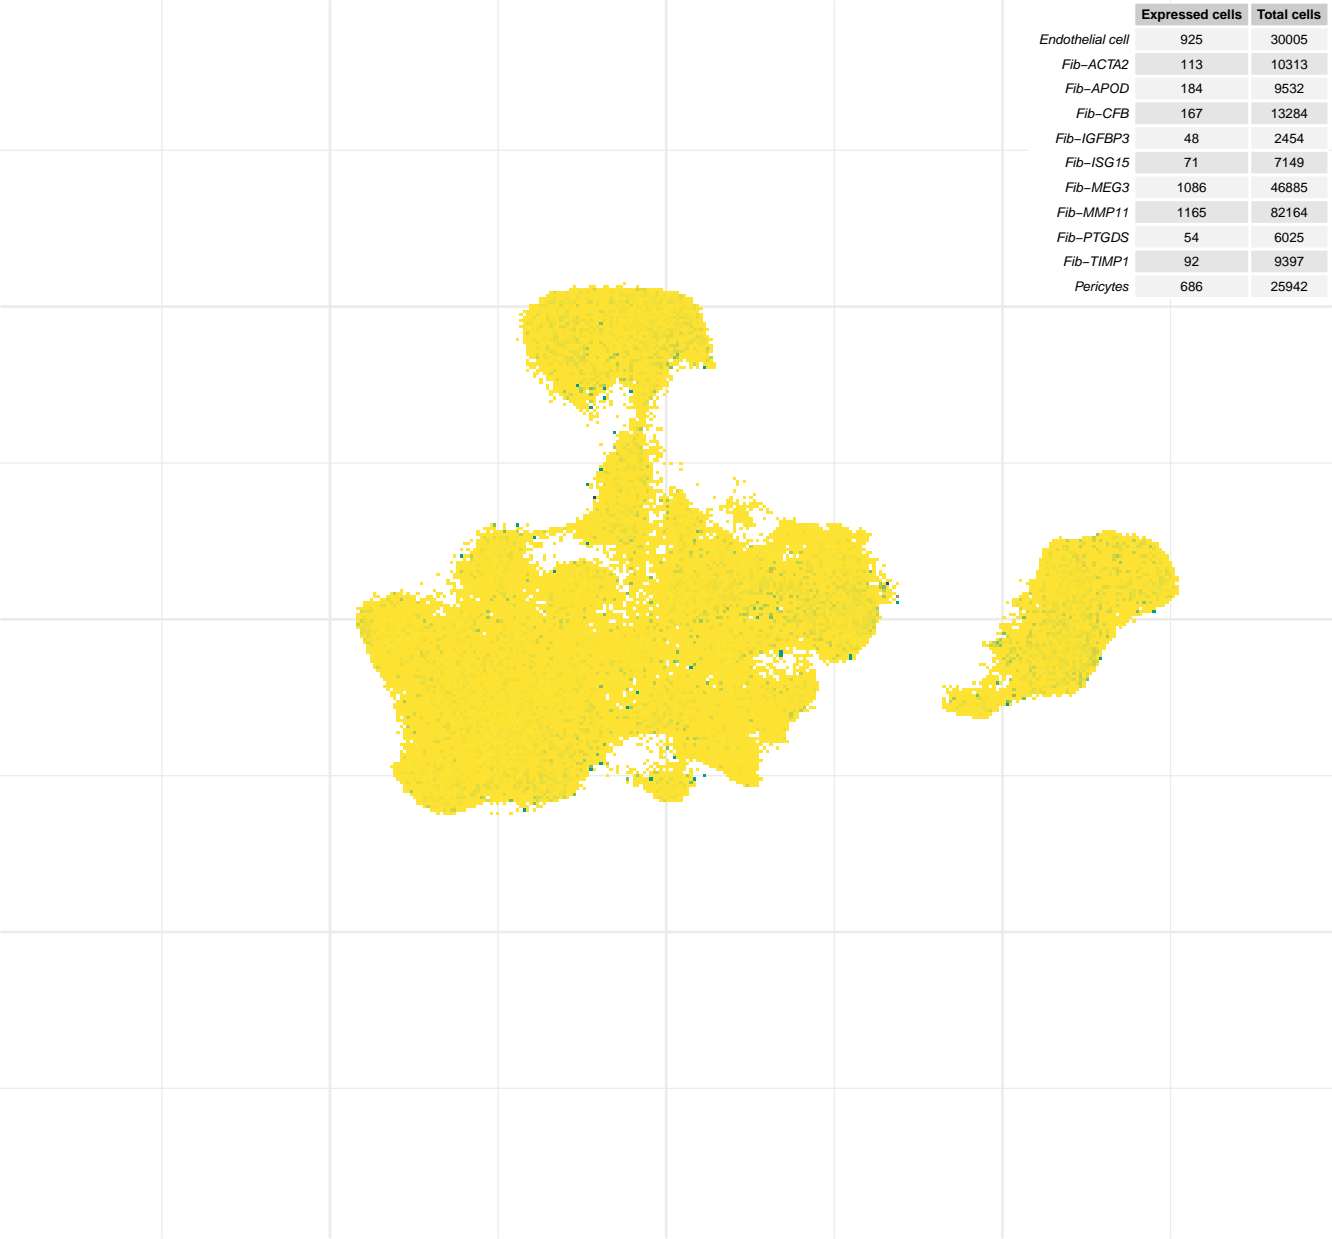 Expressed cells Total cells
Endothelial cell 925 30005
Fib−ACTA2 113 10313
Fib−APOD 184 9532
Fib−CFB 167 13284
Fib−IGFBP3 48 2454
Fib−ISG15 71 7149
Fib−MEG3 1086 46885
Fib−MMP11 1165 82164
Fib−PTGDS 54 6025
Fib−TIMP1 92 9397
Pericytes 686 25942